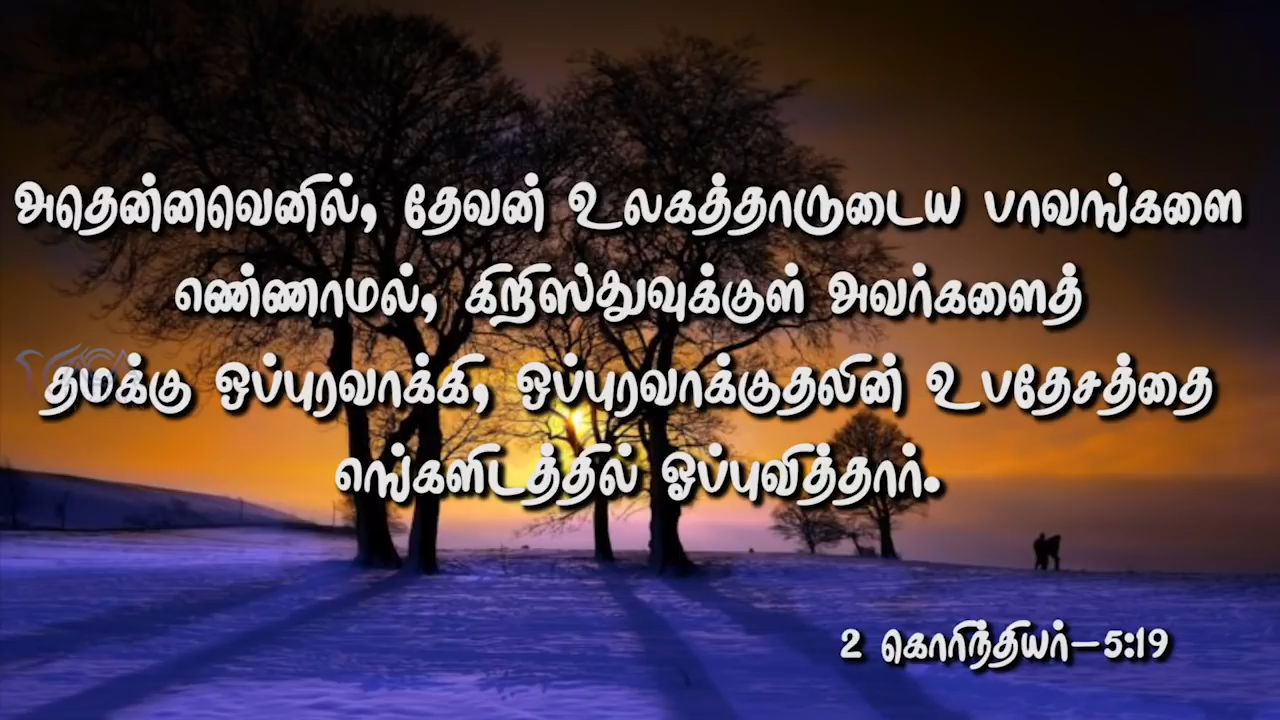 அதென்னவெனில், தேவன் உலகத்தாருடைய பாவங்களை
எண்ணாமல், கிறிஸ்துவுக்குள் அவர்களைத்
தமக்கு ஒப்புரவாக்கி, ஒப்புரவாக்குதலின் உபதேசத்தை
எங்களிடத்தில் ஓப்புவித்தார்.
2 கொரிந்தியர்–5:19